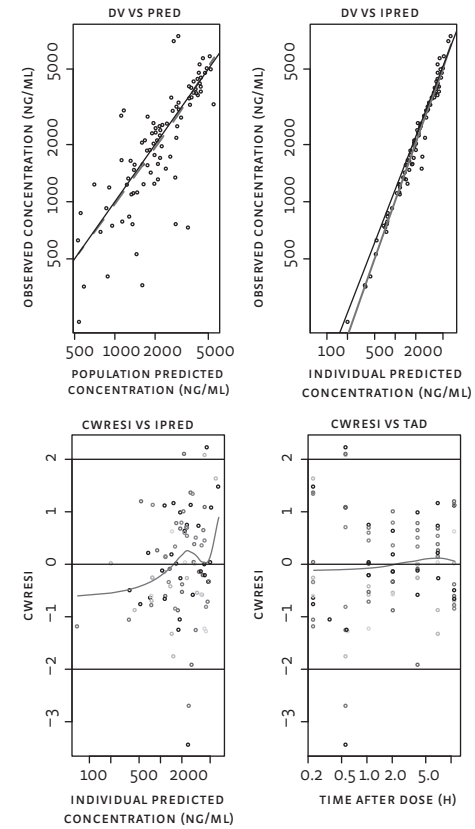 DV VS PRED
OBSERVED CONCENTRATION (NG/ML)
5000
2000
1000
500
500 1000 2000 5000
POPULATION PREDICTED
CONCENTRATION (NG/ML)
DV VS IPRED
OBSERVED CONCENTRATION (NG/ML)
5000
2000
1000
500
100 500 2000
INDIVIDUAL PREDICTED
CONCENTRATION (NG/ML)
CWRESI VS IPRED
CWRESI
2
1
0
−1
−2
−3
100 500 2000
INDIVIDUAL PREDICTED
CONCENTRATION (NG/ML)
CWRESI VS TAD
CWRESI
2
1
0
−1
−2
−3
0.2 0.5 1.0 2.0 5.0
TIME AFTER DOSE (H)